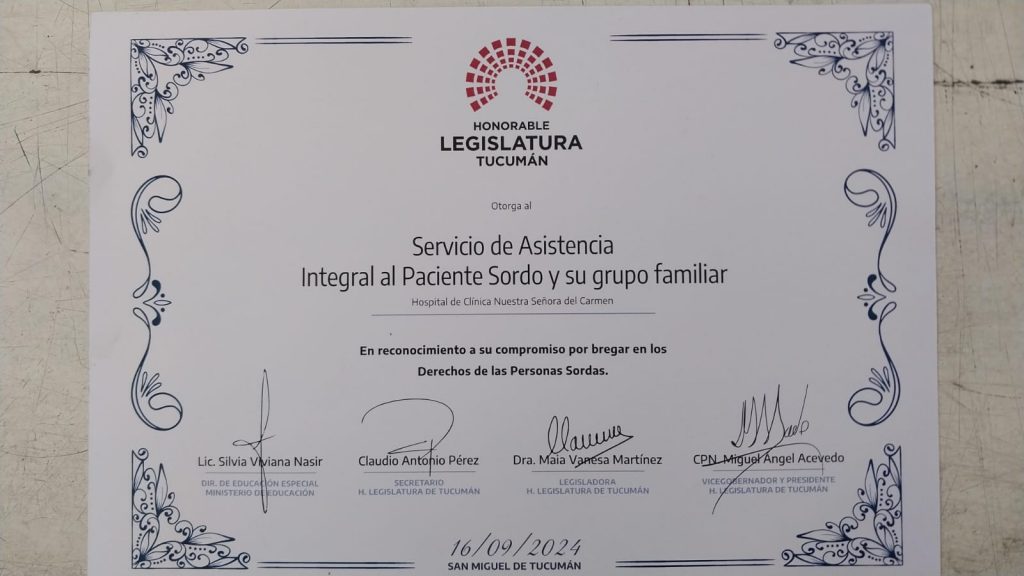 HONORABLE
LEGISLATURA
TUCUMÁN
Otorga al
Servicio de Asistencia
Integral al Paciente Sordo y su grupo familiar
Hospital de Clínica Nuestra Señora del Carmen
En reconocimiento a su compromiso por bregar en los
Derechos de las Personas Sordas.
Lic. Silvia Viviana Nasir
DIR. DE EDUCACIÓN ESPECIAL
MINISTERIO DE EDUCACIÓN
Claudio Antonio Pérez
SECRETARIO
H. LEGISLATURA DE TUCUMÁN
Dra. Maia Vanesa Martínez
LEGISLADORA
H. LEGISLATURA DE TUCUMÁN
CPN. Miguel Ángel Acevedo
VICEGOBERNADOR Y PRESIDENTE
H. LEGISLATURA DE TUCUMÁN
16/09/2024
SAN MIGUEL DE TUCUMÁN